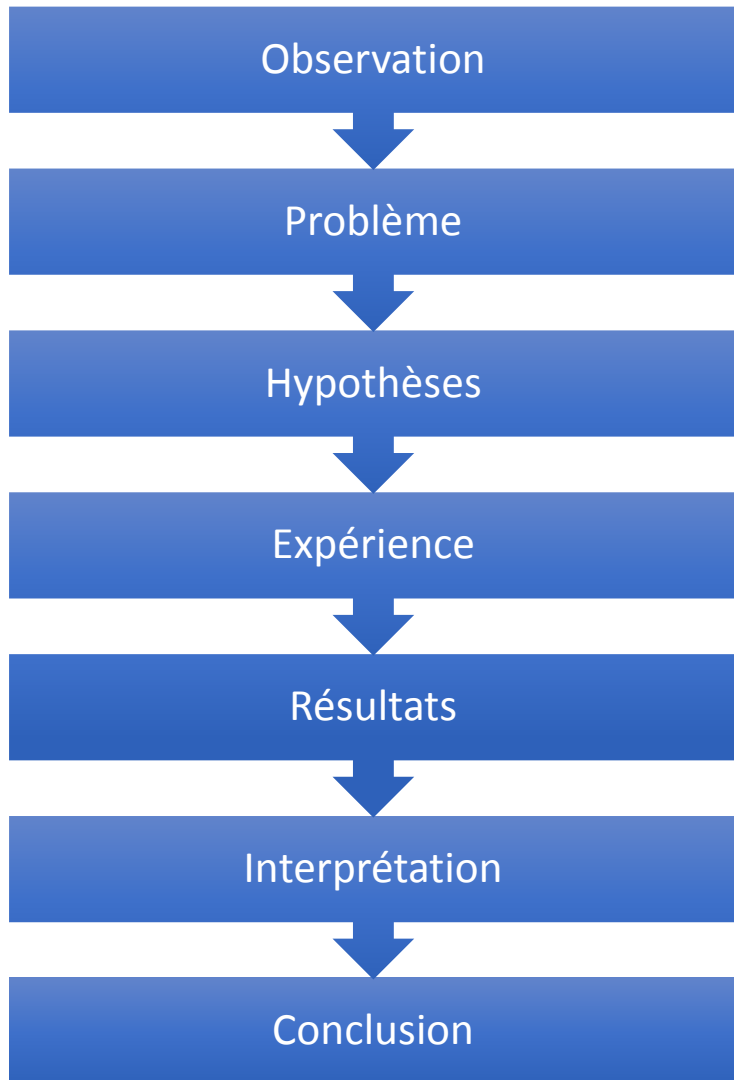 Observation
Problème
Hypothèses
Expérience
Résultats
Interprétation
Conclusion